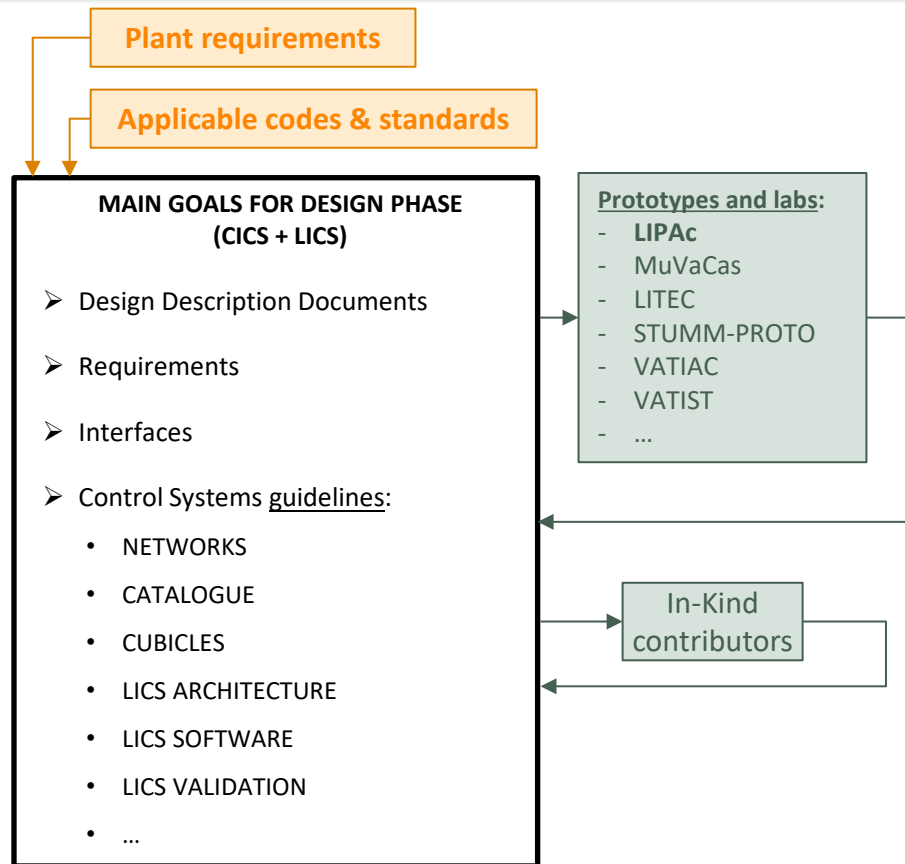 Plant requirements
Applicable codes & standards
MAIN GOALS FOR DESIGN PHASE
(CICS + LICS)
➢ Design Description Documents
➢ Requirements
➢ Interfaces
➢ Control Systems guidelines:
• NETWORKS
• CATALOGUE
• CUBICLES
• LICS ARCHITECTURE
• LICS SOFTWARE
• LICS VALIDATION
• ...
Prototypes and labs:
- LIPAc
- MuVaCas
- LITEC
- STUMM-PROTO
- VATIAC
- VATIST
- ...
In-Kind
contributors